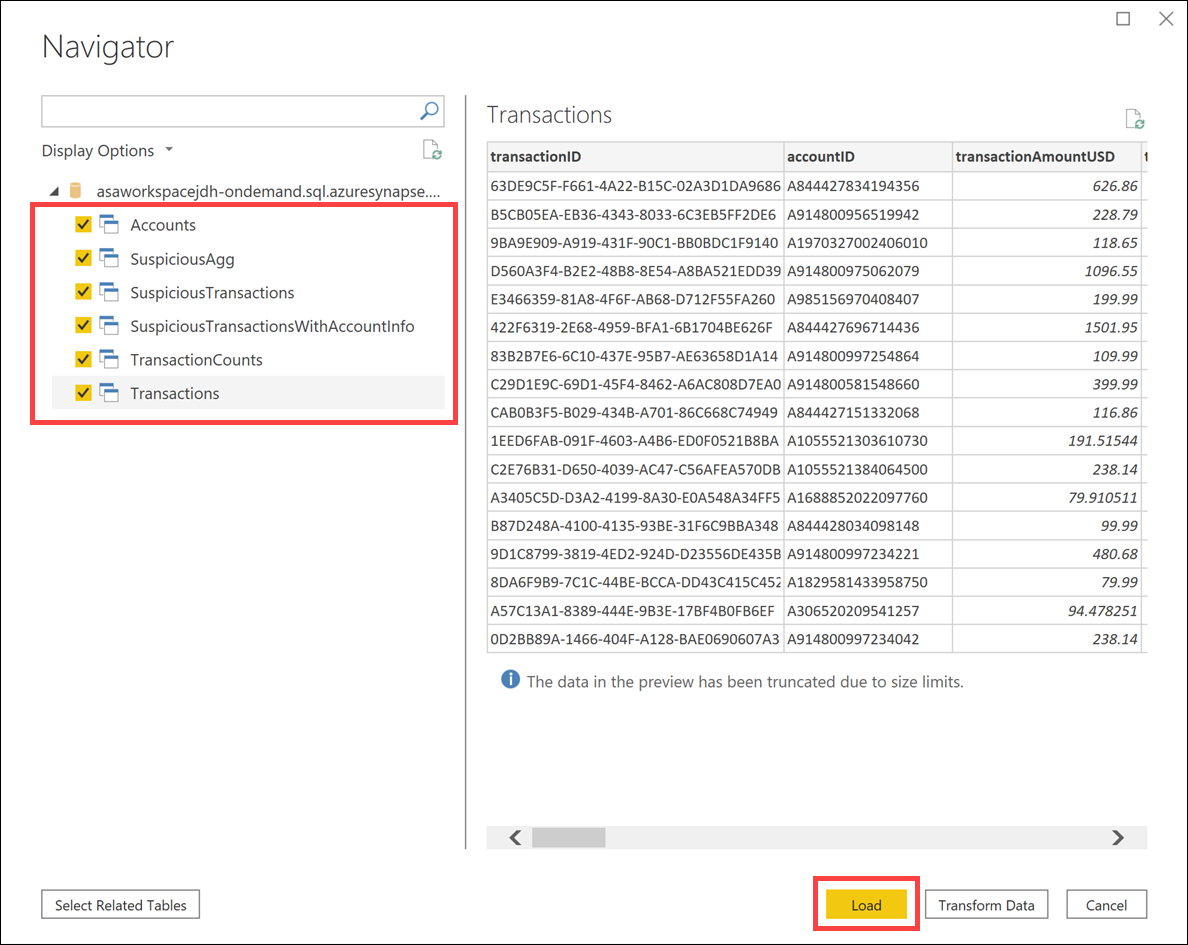 Navigator
Display Options
asaworkspacejdh-ondemand.sql.azuresynapse....
Accounts
SuspiciousAgg
SuspiciousTransactions
SuspiciousTransactionsWithAccountInfo
TransactionCounts
Transactions
Transactions
transactionID accountID transactionAmountUSD t
63DE9C5F-F661-4A22-B15C-02A3D1DA9686 A844427834194356 626.86
B5CB05EA-EB36-4343-8033-6C3EB5FF2DE6 A914800956519942 228.79
9BA9E909-A919-431F-90C1-BB0BDC1F9140 A1970327002406010 118.65
D560A3F4-B2E2-48B8-8E54-A8BA521EDD39 A914800975062079 1096.55
E3466359-81A8-4F6F-AB68-D712F55FA260 A985156970408407 199.99
422F6319-2E68-4959-BFA1-6B1704BE626F A844427696714436 1501.95
83B2B7E6-6C10-437E-95B7-AE63658D1A14 A914800997254864 109.99
C29D1E9C-69D1-45F4-8462-A6AC808D7EA0 A914800581548660 399.99
CAB0B3F5-B029-434B-A701-86C668C74949 A844427151332068 116.86
1EED6FAB-091F-4603-A4B6-ED0F0521B8BA A1055521303610730 191.51544
C2E76B31-D650-4039-AC47-C56AFEA570DB A1055521384064500 238.14
A3405C5D-D3A2-4199-8A30-E0A548A34FF5 A1688852022097760 79.910511
B87D248A-4100-4135-93BE-31F6C9BBA348 A844428034098148 99.99
9D1C8799-3819-4ED2-924D-D23556DE435B A914800997234221 480.68
8DA6F9B9-7C1C-44BE-BCCA-DD43C415C452 A1829581433958750 79.99
A57C13A1-8389-444E-9B3E-17BF4B0FB6EF A306520209541257 94.478251
0D2BB89A-1466-404F-A128-BAE0690607A3 A914800997234042 238.14
The data in the preview has been truncated due to size limits.
Select Related Tables
Load
Transform Data
Cancel